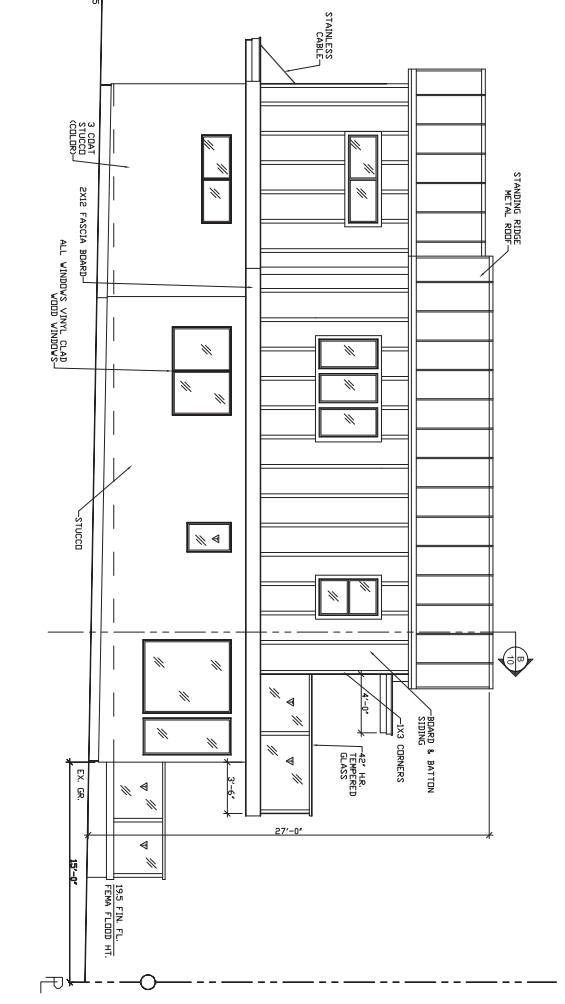 STAINLESS
CABLE
STANDING RIDGE
METAL ROOF
3 COAT
STUCCO
(COLOR)
2X12 FASCIA BOARD
ALL WINDOWS VINYL CLAD
WOOD WINDOWS
STUCCO
B
10
BOARD & BATTON
SIDING
1X3 CORNERS
4'-0"
42" H.R.
TEMPERED
GLASS
3'-6"
27'-0"
EX. GR.
15'-0"
19.5 FIN. FL.
FEMA FLOOD HT.